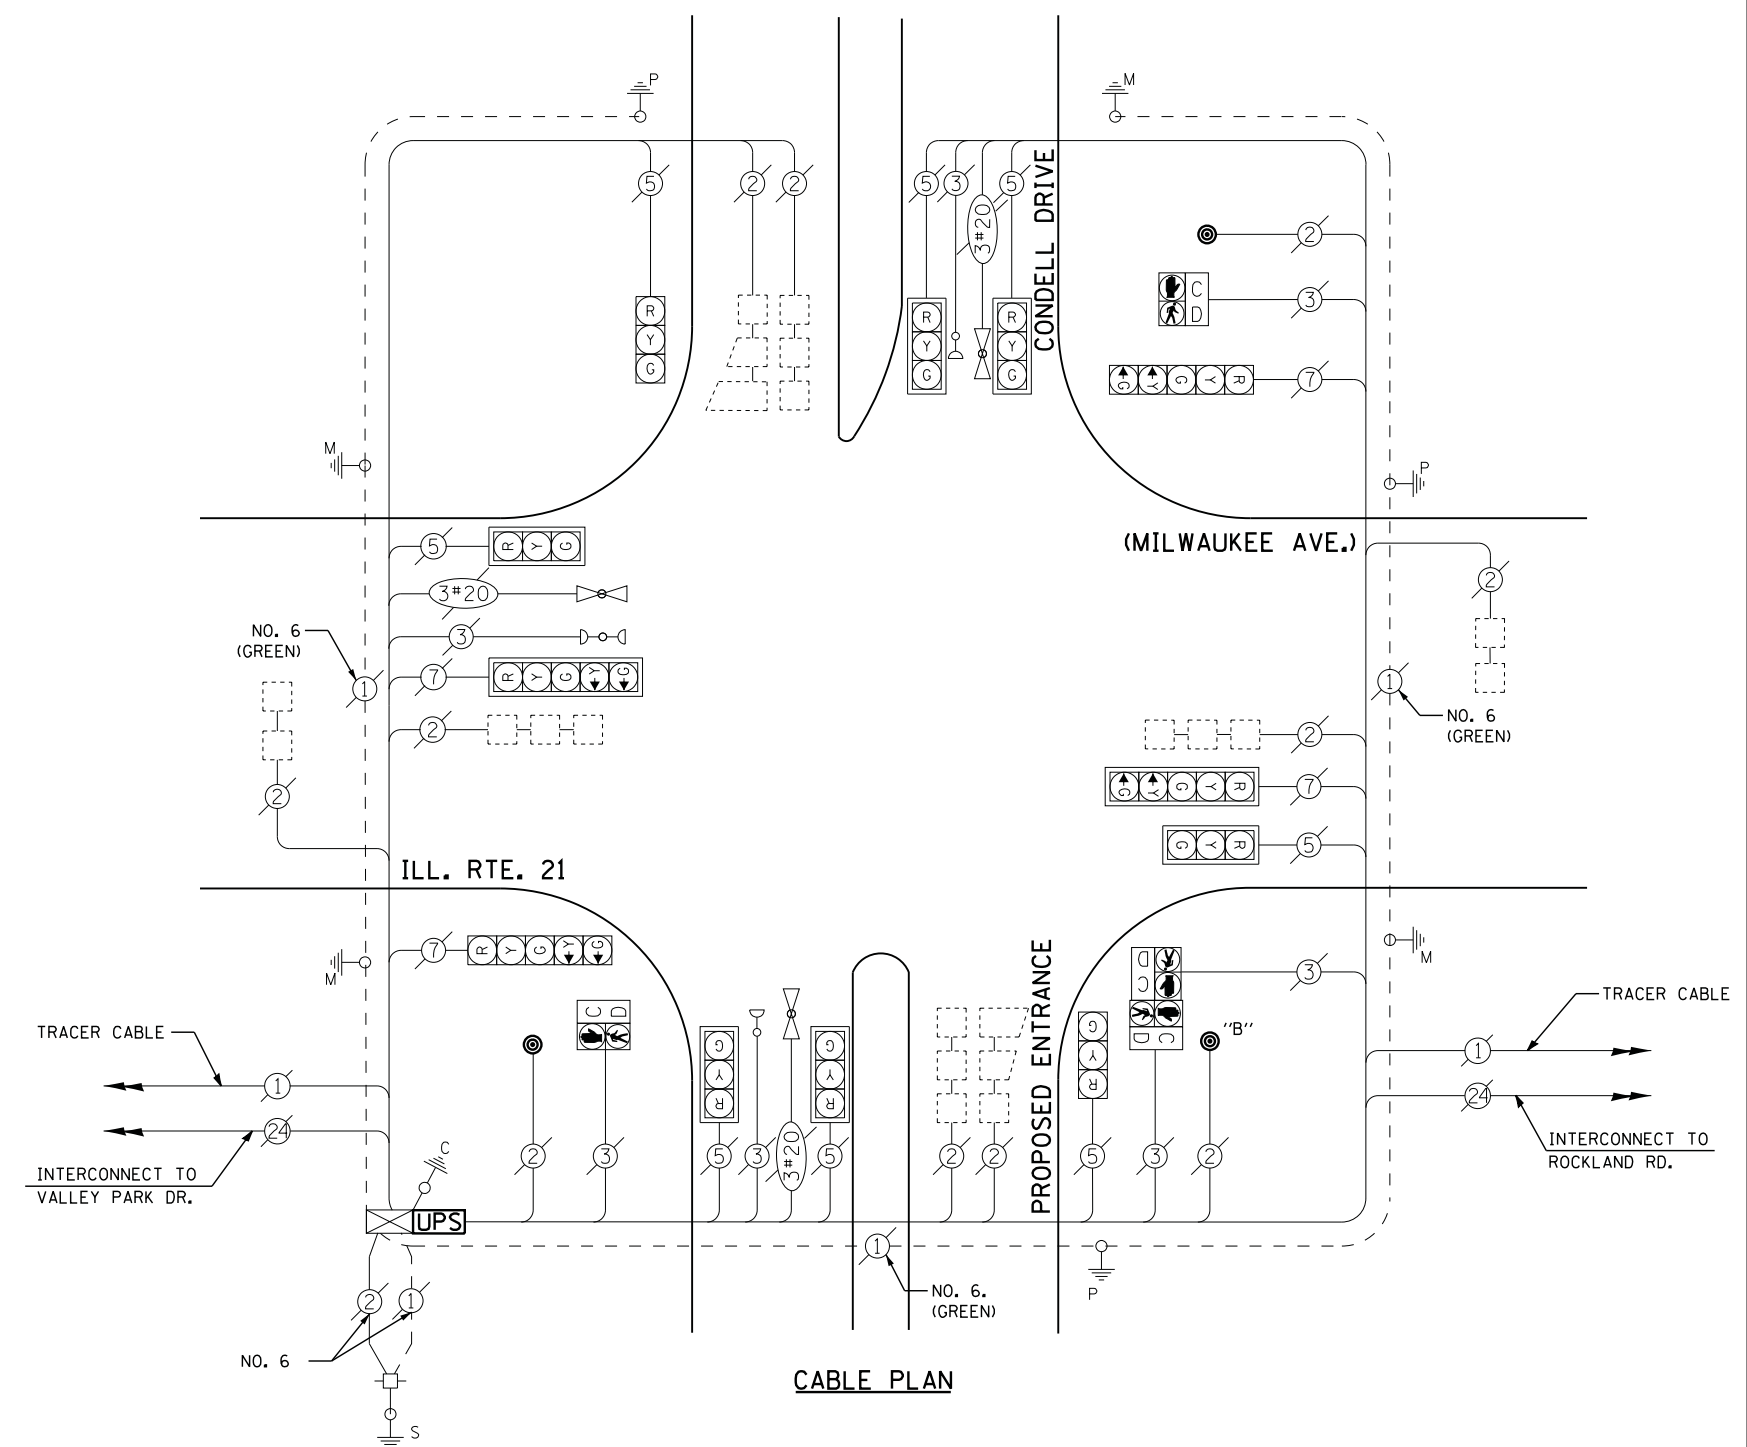 P
M
5
2
2
5
3
5
3#20
CONDELL DRIVE
2
C
D
3
R
Y
G
R
Y
G
R
Y
G
G Y G Y R
7
M
P
5
R Y G
(MILWAUKEE AVE.)
2
3#20
NO. 6
(GREEN)
3
1
7
R Y G Y G
1
NO. 6
(GREEN)
2
2
7
G Y G Y R
2
5
G Y R
ILL. RTE. 21
7
R Y G Y G
M
M
C
D
D
C
3
TRACER CABLE
TRACER CABLE
1
1
PROPOSED ENTRANCE
"B"
G
Y
R
G
Y
R
G
Y
R
D C
24
24
INTERCONNECT TO
VALLEY PARK DR.
INTERCONNECT TO
ROCKLAND RD.
2
3
5
3
3#20
5
2
2
5
3
2
C
UPS
1
NO. 6.
(GREEN)
P
2
1
NO. 6
S
CABLE PLAN